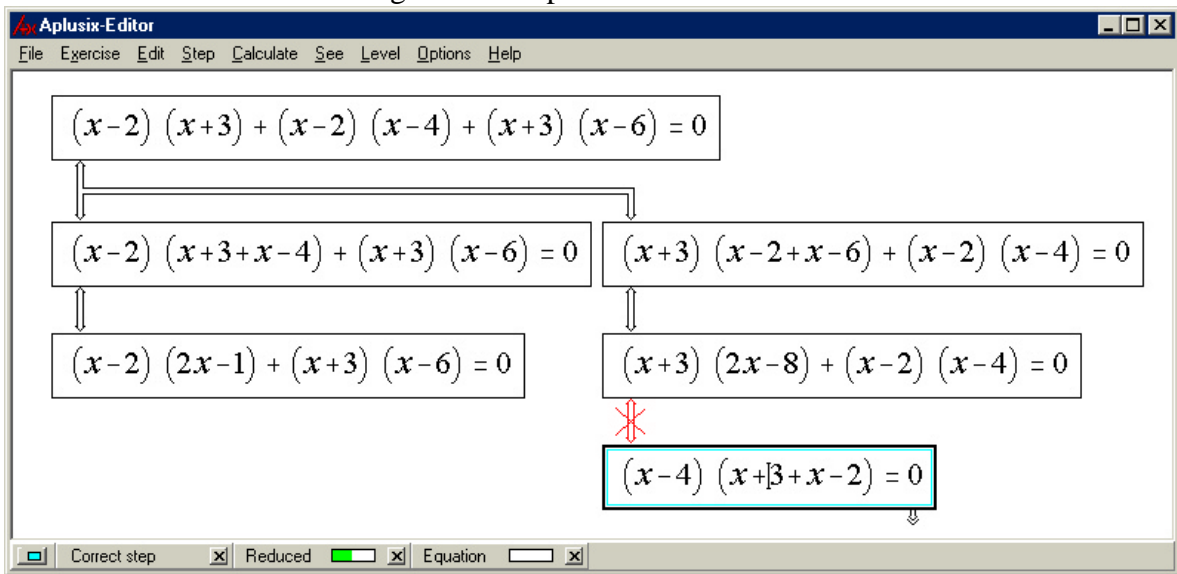 Aplusix-Editor
File Exercise Edit Step Calculate See Level Options Help
(x-2) (x+3) + (x-2) (x-4) + (x+3) (x-6) = 0
(x-2) (x+3+x-4) + (x+3) (x-6) = 0
(x+3) (x-2+x-6) + (x-2) (x-4) = 0
(x-2) (2x-1) + (x+3) (x-6) = 0
(x+3) (2x-8) + (x-2) (x-4) = 0
(x-4) (x+3+x-2) = 0
Correct step Reduced Equation